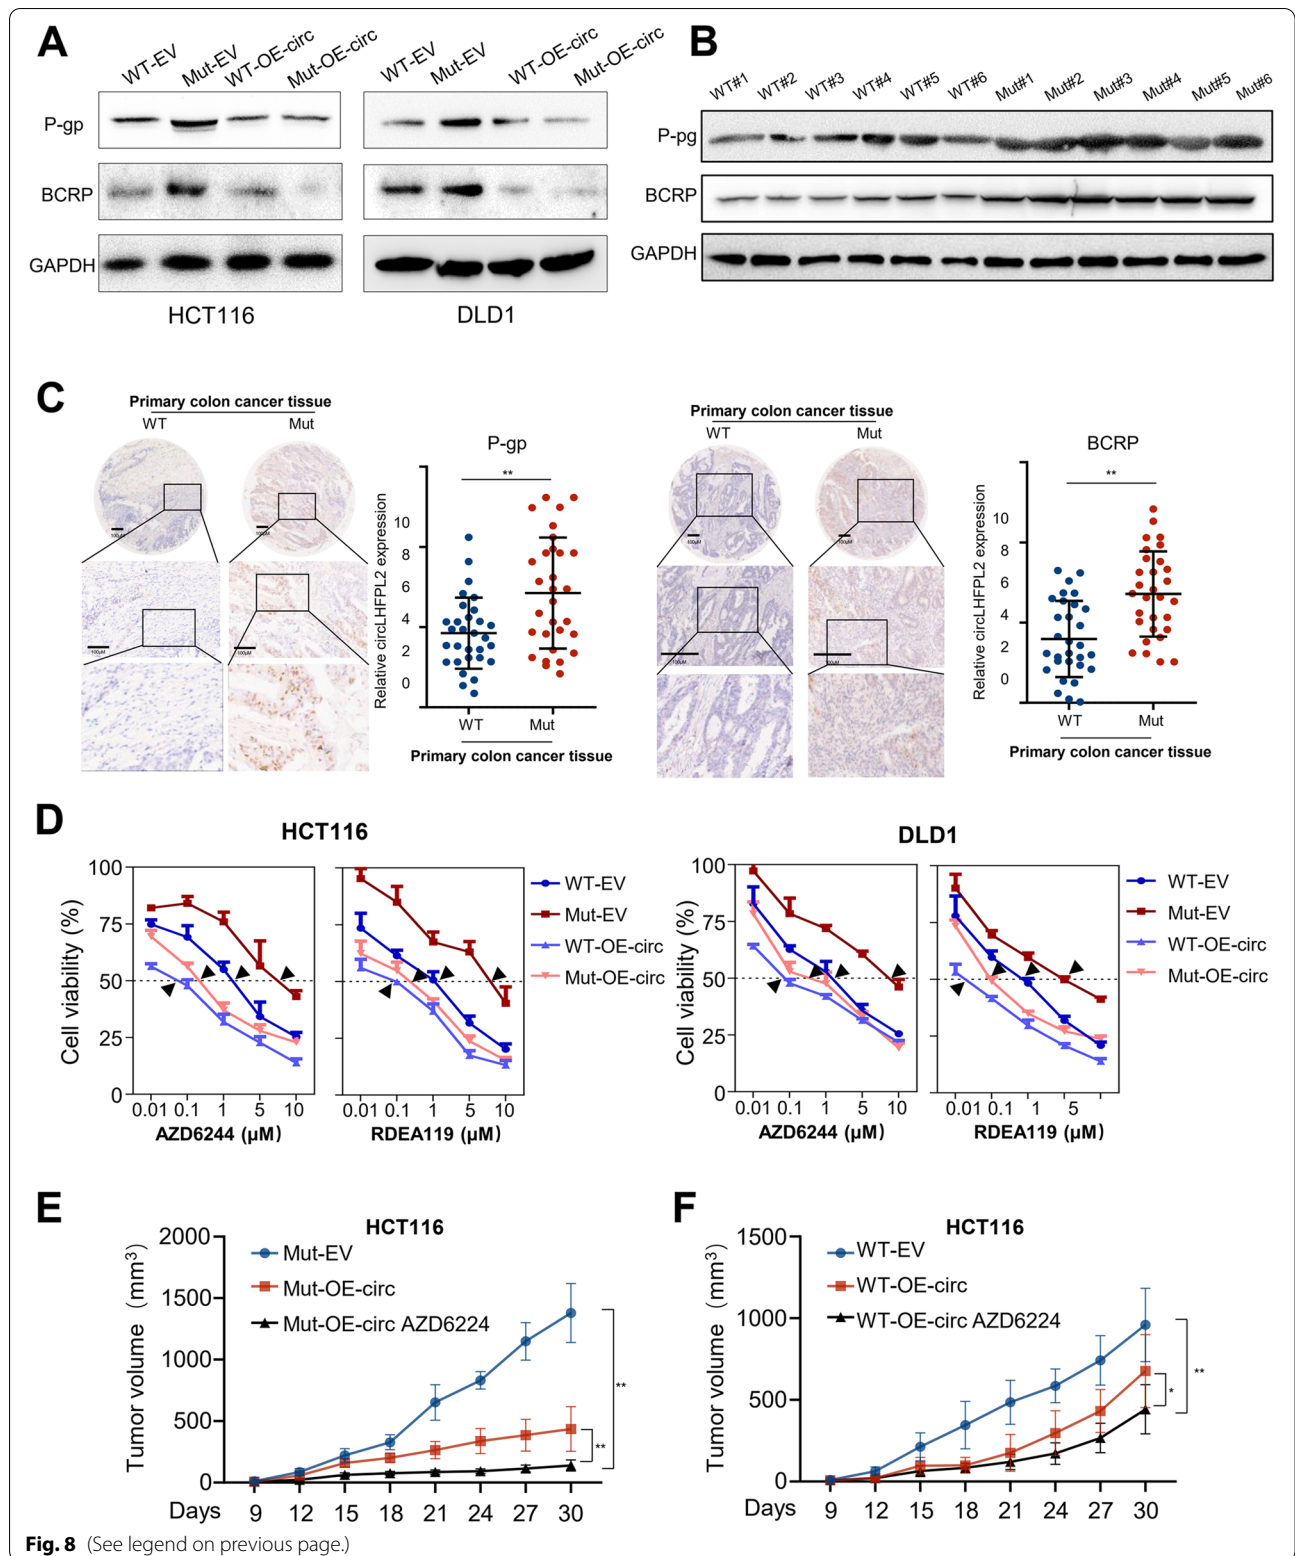 A
WT-EV Mut-EV WT-OE-circ Mut-OE-circ WT-EV Mut-EV WT-OE-circ Mut-OE-circ
P-gp
BCRP
GAPDH
HCT116 DLD1
B
WT#1 WT#2 WT#3 WT#4 WT#5 WT#6 Mut#1 Mut#2 Mut#3 Mut#4 Mut#5 Mut#6
P-pg
BCRP
GAPDH
C
Primary colon cancer tissue
WT Mut
100μM 100μM
100μM 100μM
P-gp
**
Relative circLHFPL2 expression
10
8
6
4
2
0
WT Mut
Primary colon cancer tissue
Primary colon cancer tissue
WT Mut
100μM 100μM
100μM 100μM
BCRP
**
Relative circLHFPL2 expression
10
8
6
4
2
0
WT Mut
Primary colon cancer tissue
D
HCT116
Cell viability (%)
100
75
50
25
0
0.01 0.1 1 5 10
AZD6244 (μM)
0.01 0.1 1 5 10
RDEA119 (μM)
WT-EV
Mut-EV
WT-OE-circ
Mut-OE-circ
DLD1
Cell viability (%)
100
75
50
25
0
0.01 0.1 1 5 10
AZD6244 (μM)
0.01 0.1 1 5
RDEA119 (μM)
WT-EV
Mut-EV
WT-OE-circ
Mut-OE-circ
E
HCT116
Tumor volume (mm³)
2000
1500
1000
500
0
Mut-EV
Mut-OE-circ
Mut-OE-circ AZD6224
**
**
Days 9 12 15 18 21 24 27 30
F
HCT116
Tumor volume (mm³)
1500
1000
500
0
WT-EV
WT-OE-circ
WT-OE-circ AZD6224
*
**
Days 9 12 15 18 21 24 27 30
Fig. 8 (See legend on previous page.)